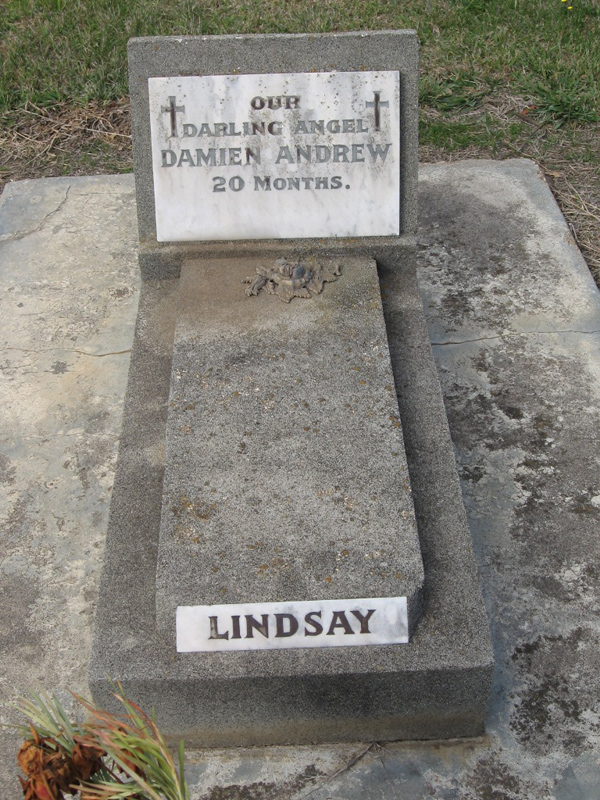 OUR
DARLING ANGEL
DAMIEN ANDREW
20 MONTHS.
LINDSAY